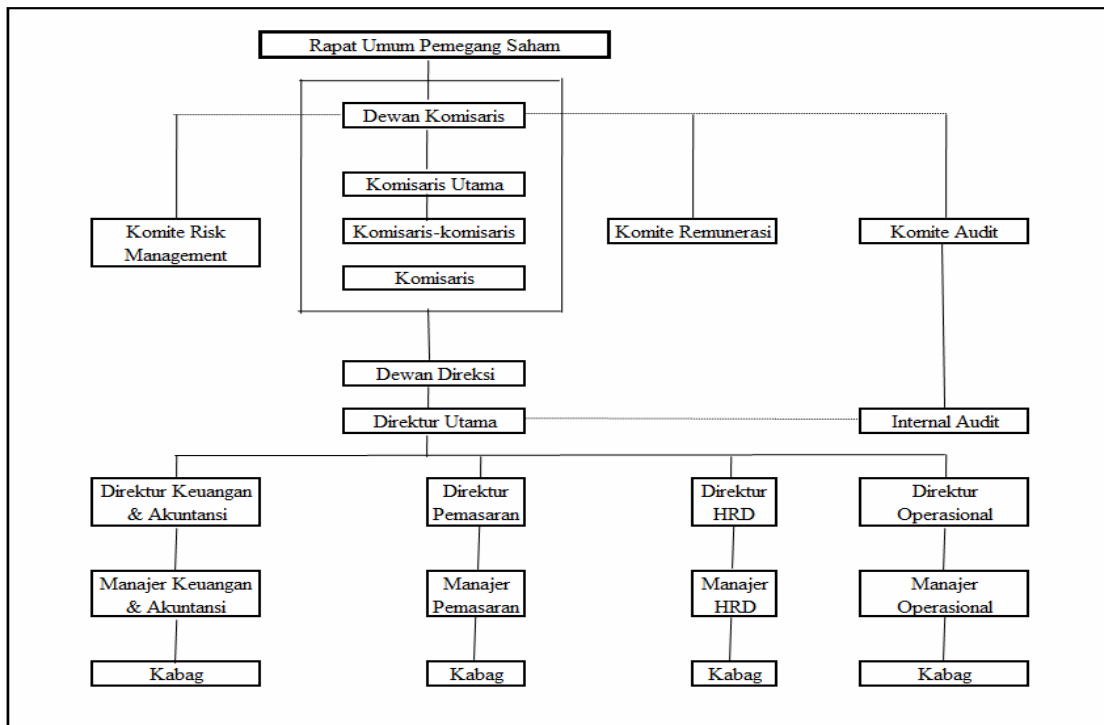 Rapat Umum Pemegang Saham
Dewan Komisaris
Komisaris Utama
Komite Risk
Management
Komisaris-komisaris
Komite Remunerasi
Komite Audit
Komisaris
Dewan Direksi
Direktur Utama
Internal Audit
Direktur Keuangan
& Akuntansi
Direktur
Pemasaran
Direktur
HRD
Direktur
Operasional
Manajer Keuangan
& Akuntansi
Manajer
Pemasaran
Manajer
HRD
Manajer
Operasional
Kabag
Kabag
Kabag
Kabag